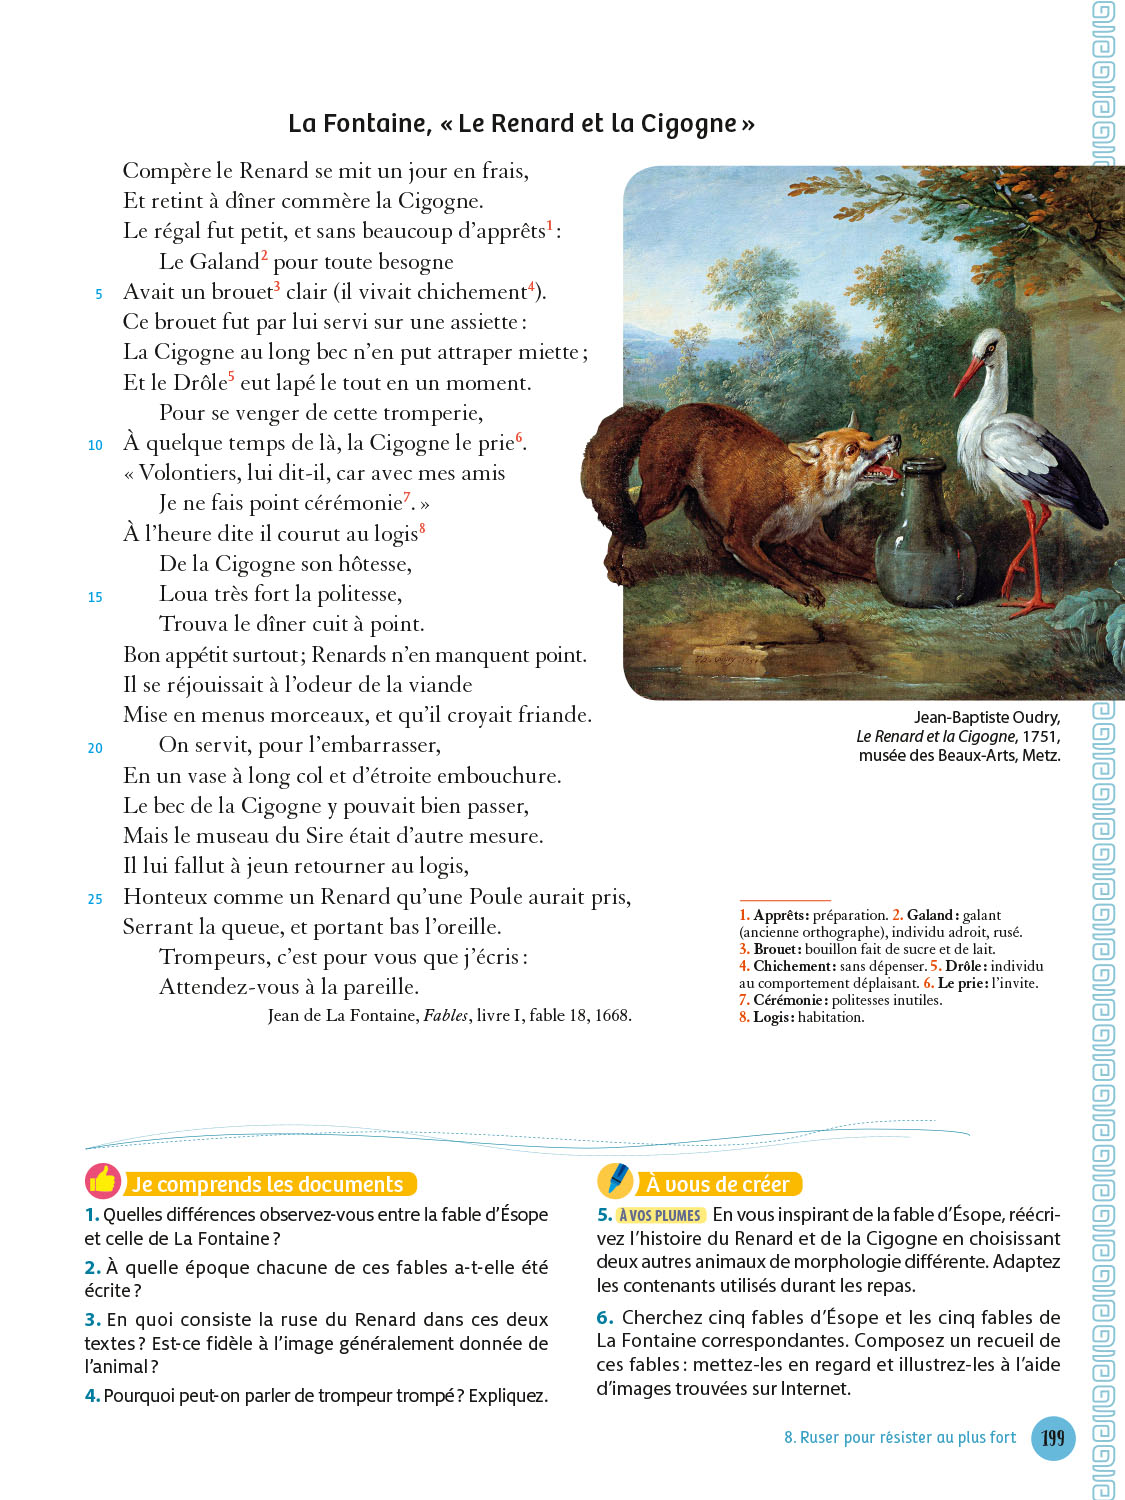 La Fontaine, « Le Renard et la Cigogne »
Compère le Renard se mit un jour en frais,
Et retint à dîner commère la Cigogne.
Le régal fut petit, et sans beaucoup d’apprêts1 :
Le Galand2 pour toute besogne
5 Avait un brouet3 clair (il vivait chichement4).
Ce brouet fut par lui servi sur une assiette :
La Cigogne au long bec n’en put attraper miette ;
Et le Drôle5 eut lapé le tout en un moment.
Pour se venger de cette tromperie,
10 À quelque temps de là, la Cigogne le prie6.
« Volontiers, lui dit-il, car avec mes amis
Je ne fais point cérémonie7. »
À l’heure dite il courut au logis8
De la Cigogne son hôtesse,
15 Loua très fort la politesse,
Trouva le dîner cuit à point.
Bon appétit surtout ; Renards n’en manquent point.
Il se réjouissait à l’odeur de la viande
Mise en menus morceaux, et qu’il croyait friande.
20 On servit, pour l’embarrasser,
En un vase à long col et d’étroite embouchure.
Le bec de la Cigogne y pouvait bien passer,
Mais le museau du Sire était d’autre mesure.
Il lui fallut à jeun retourner au logis,
25 Honteux comme un Renard qu’une Poule aurait pris,
Serrant la queue, et portant bas l’oreille.
Trompeurs, c’est pour vous que j’écris :
Attendez-vous à la pareille.
Jean de La Fontaine, Fables, livre I, fable 18, 1668.
Jean-Baptiste Oudry,
Le Renard et la Cigogne, 1751,
musée des Beaux-Arts, Metz.
1. Apprêts : préparation. 2. Galand : galant
(ancienne orthographe), individu adroit, rusé.
3. Brouet : bouillon fait de sucre et de lait.
4. Chichement : sans dépenser. 5. Drôle : individu
au comportement déplaisant. 6. Le prie : l’invite.
7. Cérémonie : politesses inutiles.
8. Logis : habitation.
Je comprends les documents
1. Quelles différences observez-vous entre la fable d’Ésope
et celle de La Fontaine ?
2. À quelle époque chacune de ces fables a-t-elle été
écrite ?
3. En quoi consiste la ruse du Renard dans ces deux
textes ? Est-ce fidèle à l’image généralement donnée de
l’animal ?
4. Pourquoi peut-on parler de trompeur trompé ? Expliquez.
À vous de créer
5. À VOS PLUMES En vous inspirant de la fable d’Ésope, réécri-
vez l’histoire du Renard et de la Cigogne en choisissant
deux autres animaux de morphologie différente. Adaptez
les contenants utilisés durant les repas.
6. Cherchez cinq fables d’Ésope et les cinq fables de
La Fontaine correspondantes. Composez un recueil de
ces fables : mettez-les en regard et illustrez-les à l’aide
d’images trouvées sur Internet.
8. Ruser pour résister au plus fort 199